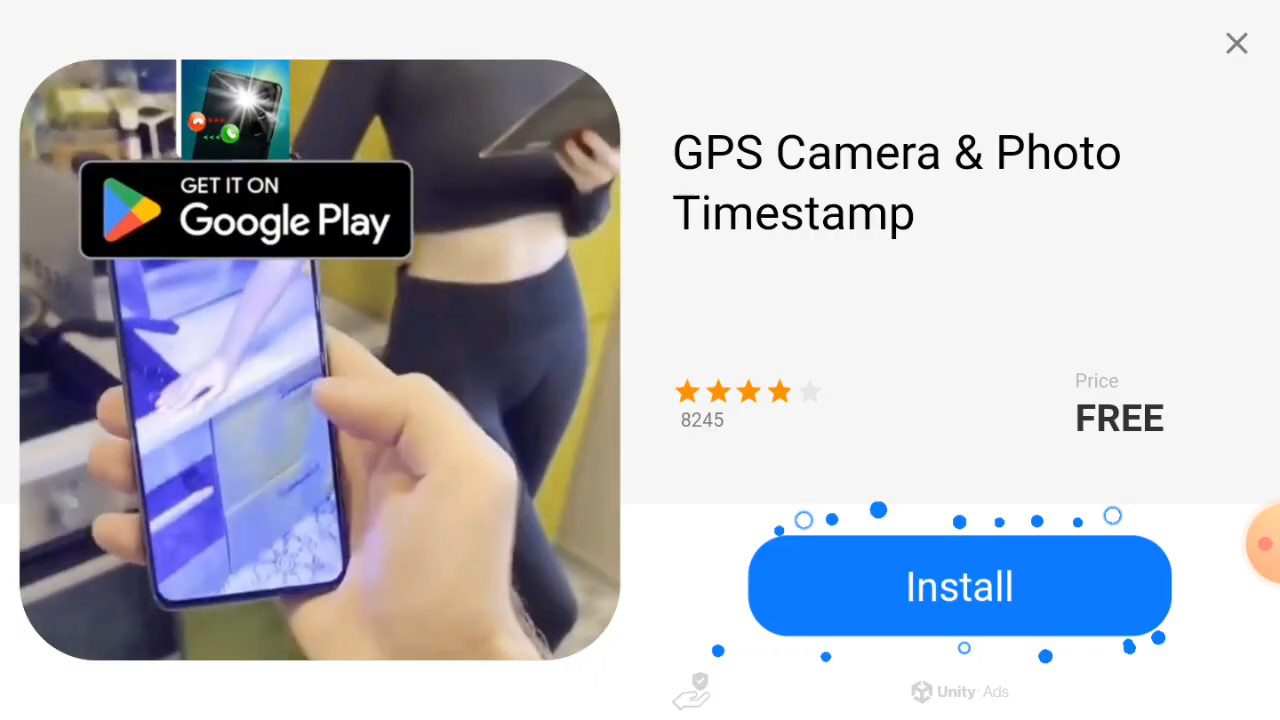 GET IT ON
Google Play
GPS Camera & Photo
Timestamp
8245
Price
FREE
Install
Unity Ads